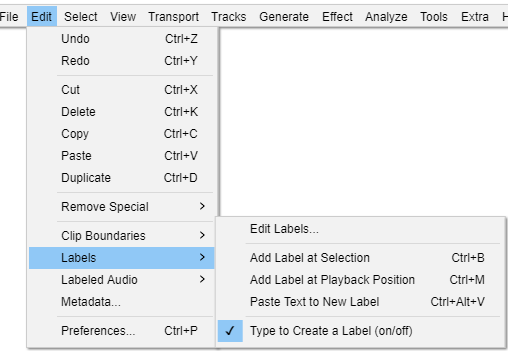 File Edit Select View Transport Tracks Generate Effect Analyze Tools Extra
Undo Ctrl+Z
Redo Ctrl+Y
Cut Ctrl+X
Delete Ctrl+K
Copy Ctrl+C
Paste Ctrl+V
Duplicate Ctrl+D
Remove Special >
Clip Boundaries >
Labels >
Labeled Audio >
Metadata...
Preferences... Ctrl+P
Edit Labels...
Add Label at Selection Ctrl+B
Add Label at Playback Position Ctrl+M
Paste Text to New Label Ctrl+Alt+V
✓ Type to Create a Label (on/off)